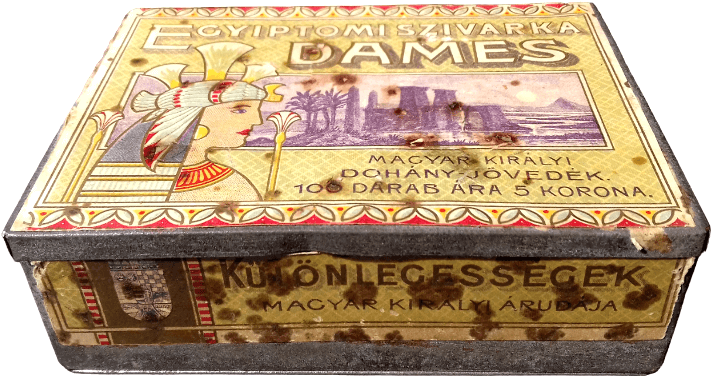 EGYIPTOMI SZIVARKA
DAMES
MAGYAR KIRÁLYI
DOHÁNY-JÖVEDÉK.
100 DARAB ÁRA 5 KORONA.
KÜLÖNLEGESSÉGEK
MAGYAR KIRÁLYI ÁRUDÁJA